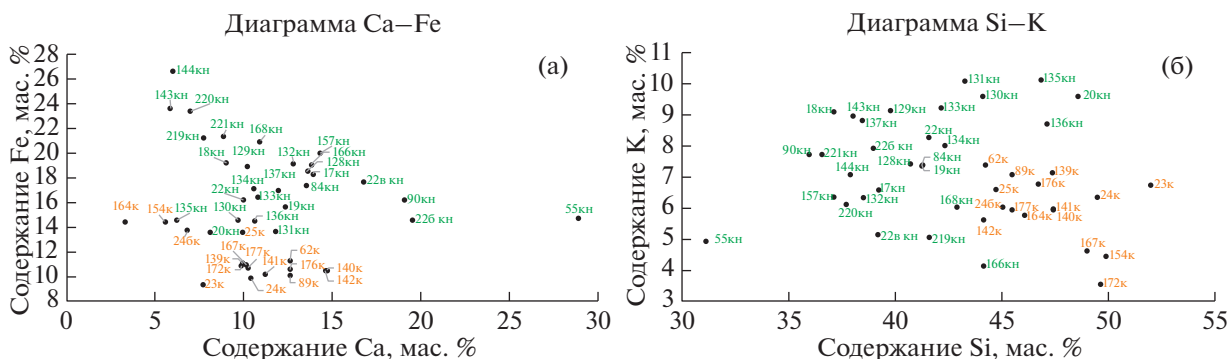 Диаграмма Ca–Fe
(а)
Содержание Fe, мас. %
28
26
24
22
20
18
16
14
12
10
8
144кн
143кн
220кн
221кн
168кн
219кн
157кн
166кн
18кн
129кн
132кн
128кн
137кн
17кн
134кн
84кн
22в кн
22кн
133кн
90кн
19кн
164к
154к
135кн
130кн
136кн
22б кн
55кн
24бк
20кн
25к
131кн
167к
177к
62к
139к
141к
176к
140к
172к
142к
23к
24к
89к
0
5
10
15
20
25
30
Содержание Ca, мас. %
Диаграмма Si–K
(б)
Содержание K, мас. %
11
10
9
8
7
6
5
4
3
131кн
135кн
130кн
20кн
18кн
143кн
129кн
133кн
137кн
136кн
22кн
134кн
90кн
221кн
22б кн
128кн
84кн
19кн
62к
144кн
89к
139к
176к
23к
157кн
17кн
132кн
25к
24к
220кн
168кн
24бк
177к
141к
164к
140к
142к
55кн
22в кн
219кн
167к
154к
166кн
172к
30
35
40
45
50
55
Содержание Si, мас. %